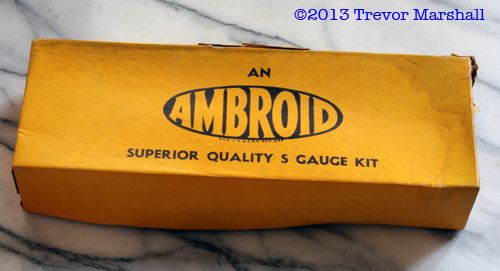 ©2013 Trevor Marshall
AN
AMBROID
SUPERIOR QUALITY S GAUGE KIT